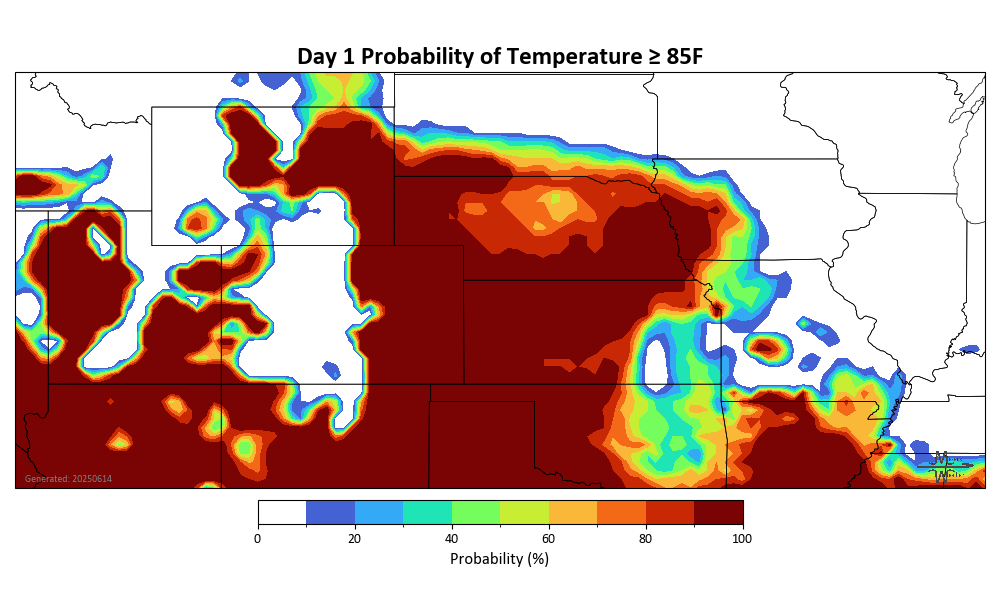 Day 1 Probability of Temperature ≥ 85F
Generated: 20250614
0 20 40 60 80 100
Probability (%)